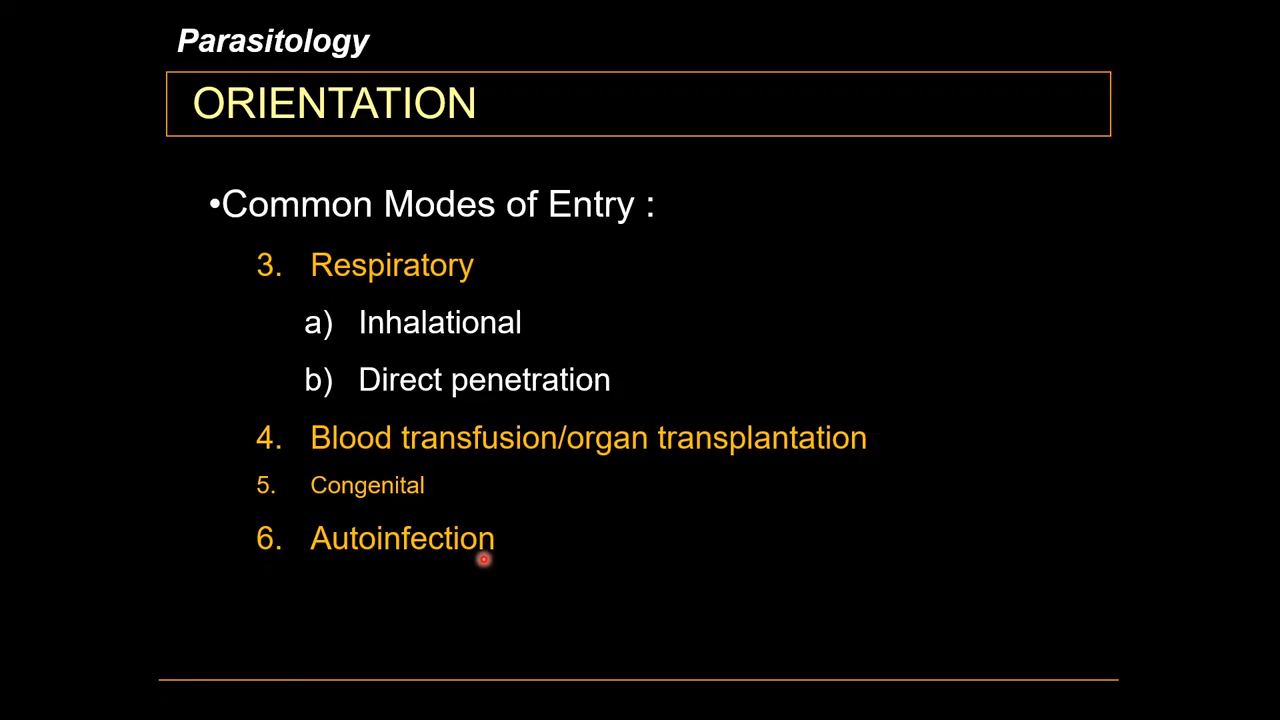 Parasitology
ORIENTATION
•Common Modes of Entry :
3. Respiratory
a) Inhalational
b) Direct penetration
4. Blood transfusion/organ transplantation
5. Congenital
6. Autoinfection